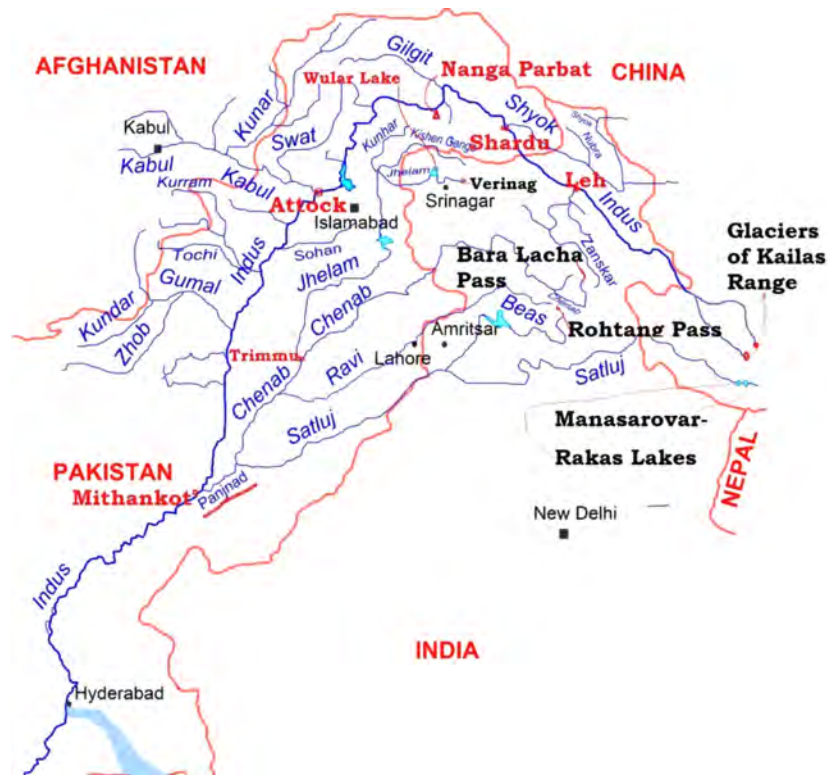 Gilgit
AFGHANISTAN
Nanga Parbat
CHINA
Wular Lake
Kunar
Shyok
Shyok
Nubra
Kabul
Swat
Kunhar
Kishen Ganga
Shardu
Kabul
Kabul
Kurram
Jhelam
Verinag
Leh
Attock
Srinagar
Indus
Islamabad
Glaciers
of Kailas
Range
Tochi
Indus
Sohan
Bara Lacha
Pass
Zanskar
Gumal
Jhelam
Kundar
Zhob
Chenab
Beas
Rohtang Pass
Trimmu
Lahore
Amritsar
Ravi
Satluj
Chenab
Satluj
Manasarovar-
Rakas Lakes
NEPAL
PAKISTAN
Mithankot
Panjnad
New Delhi
Indus
INDIA
Hyderabad